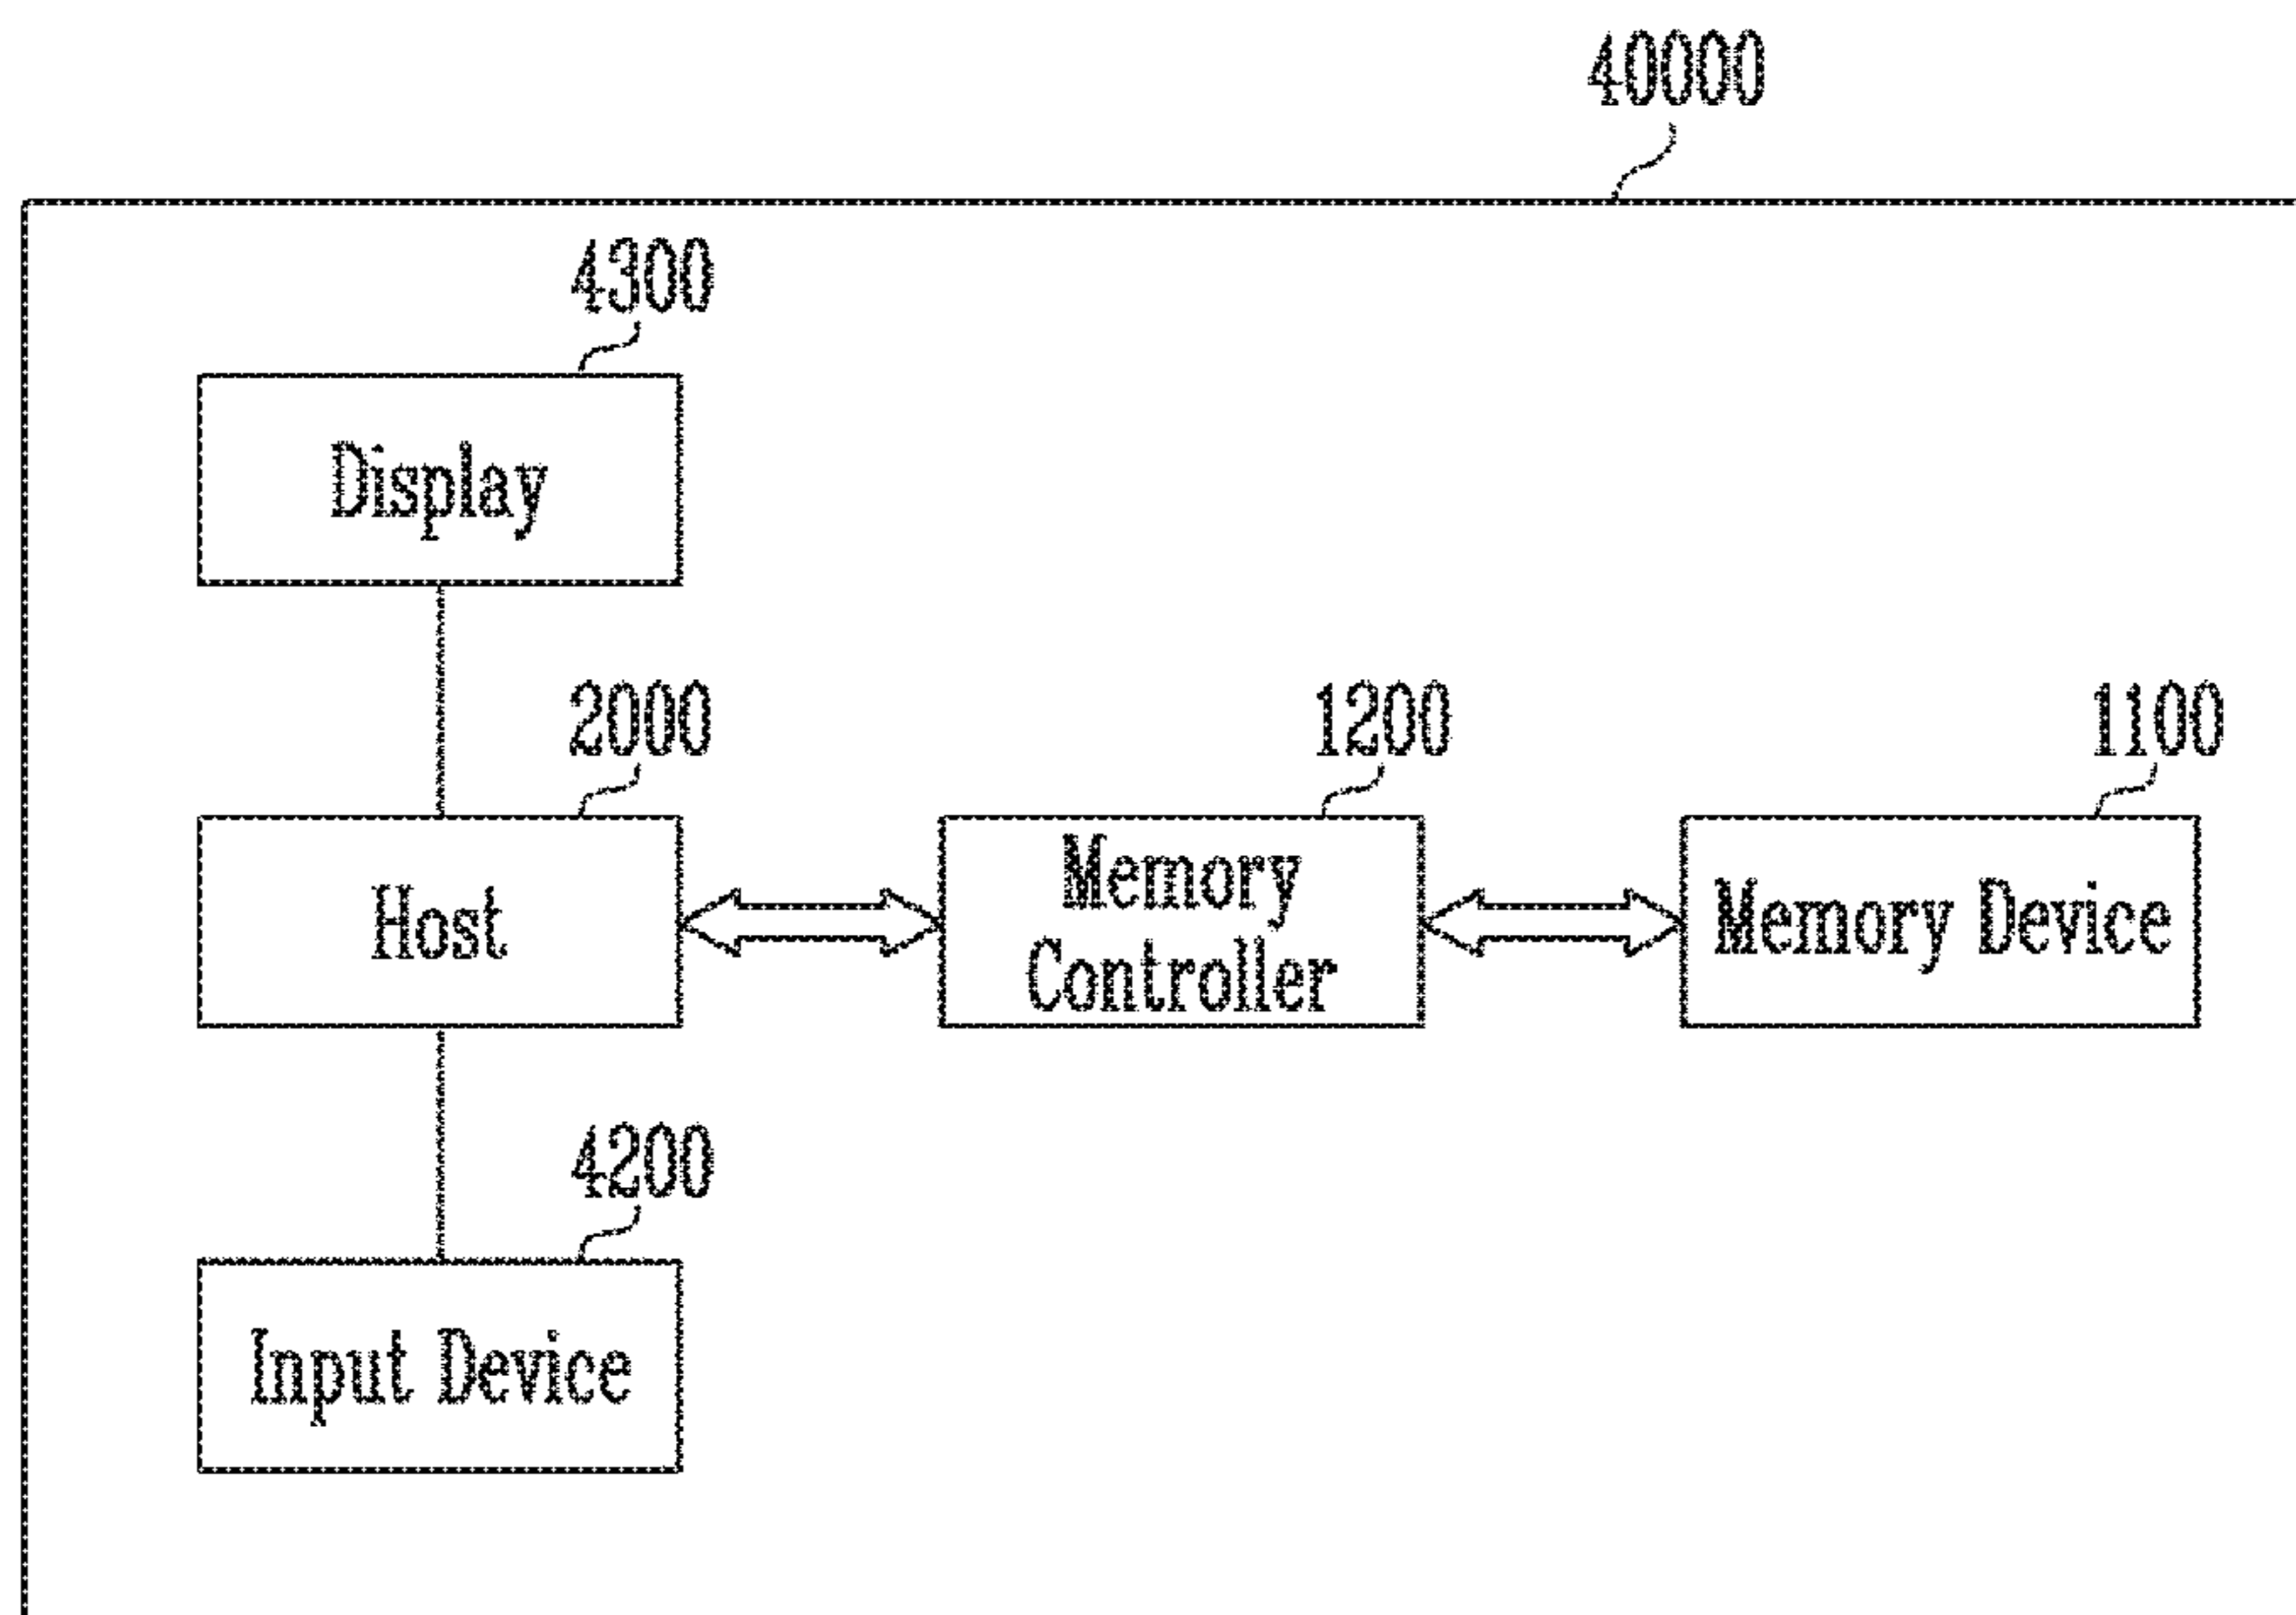 40000
4300
Display
2000
1200
1100
Host
Memory
Controller
Memory Device
4200
Input Device